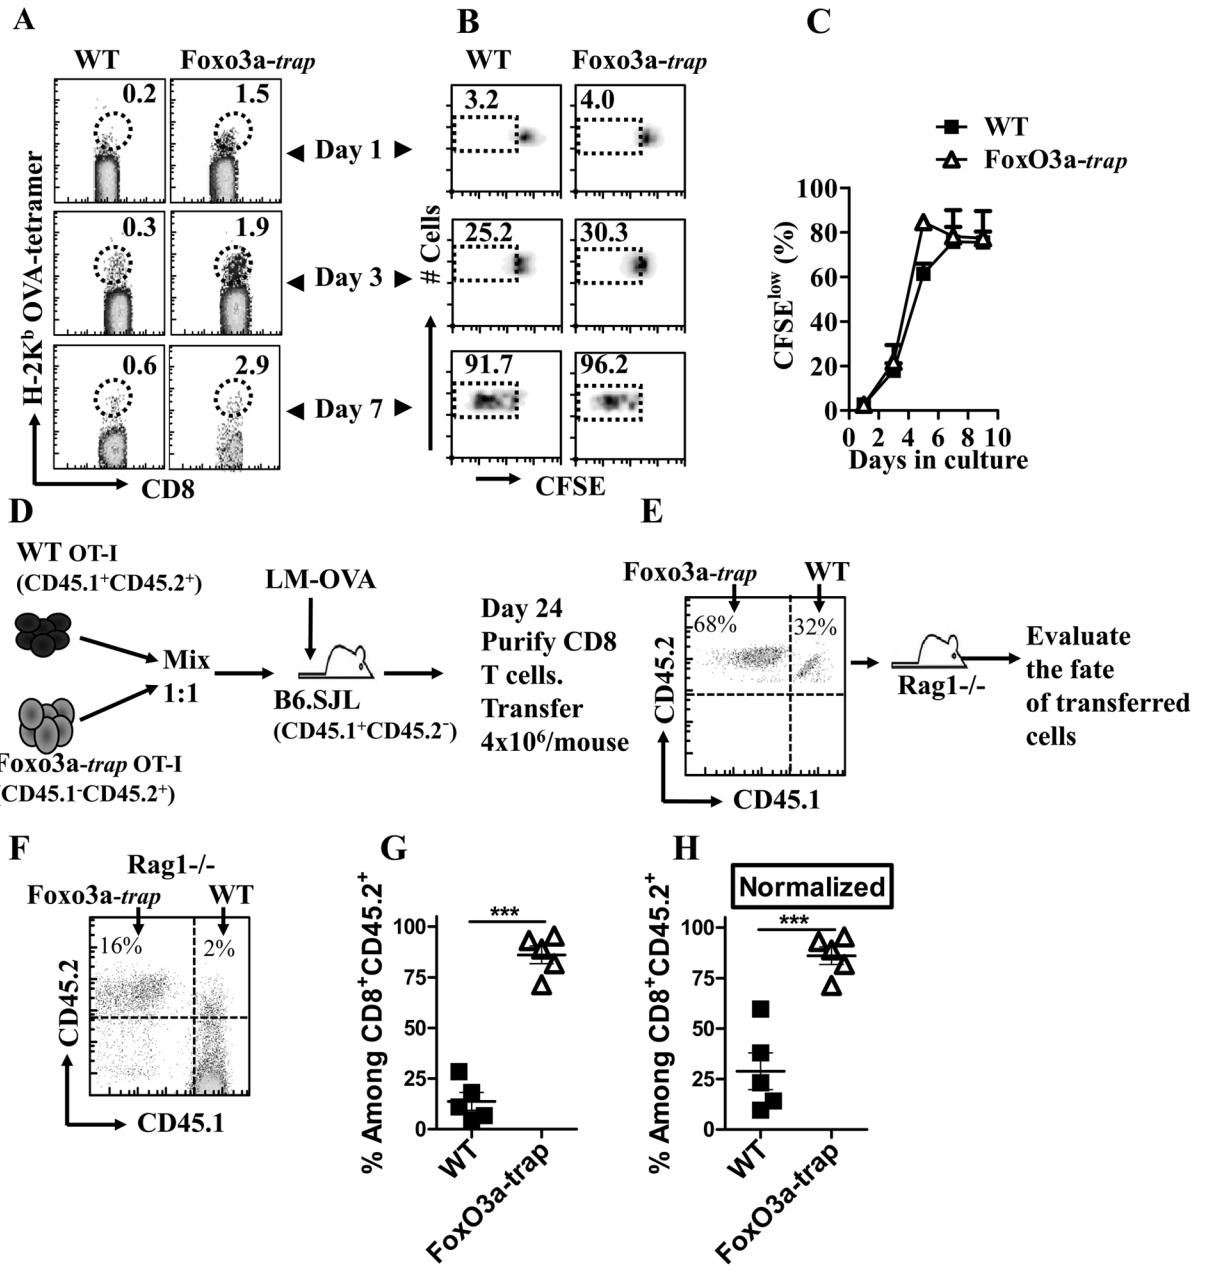 A
WT
Foxo3a-trap
0.2
1.5
0.3
1.9
0.6
2.9
H-2Kᵇ OVA-tetramer
CD8
Day 1
Day 3
Day 7
B
WT
Foxo3a-trap
3.2
4.0
25.2
30.3
91.7
96.2
# Cells
CFSE
C
WT
FoxO3a-trap
100
80
60
40
20
0
CFSEˡᵒʷ (%)
0 2 4 6 8 10
Days in culture
D
WT OT-I
(CD45.1⁺CD45.2⁺)
Foxo3a-trap OT-I
(CD45.1⁻CD45.2⁺)
Mix
1:1
LM-OVA
B6.SJL
(CD45.1⁺CD45.2⁻)
Day 24
Purify CD8
T cells.
Transfer
4x10⁶/mouse
E
Foxo3a-trap
WT
68%
32%
CD45.2
CD45.1
Rag1-/-
Evaluate
the fate
of transferred
cells
F
Rag1-/-
Foxo3a-trap
WT
16%
2%
CD45.2
CD45.1
G
% Among CD8⁺CD45.2⁺
100
75
50
25
0
***
WT
FoxO3a-trap
H
Normalized
% Among CD8⁺CD45.2⁺
100
75
50
25
0
***
WT
FoxO3a-trap